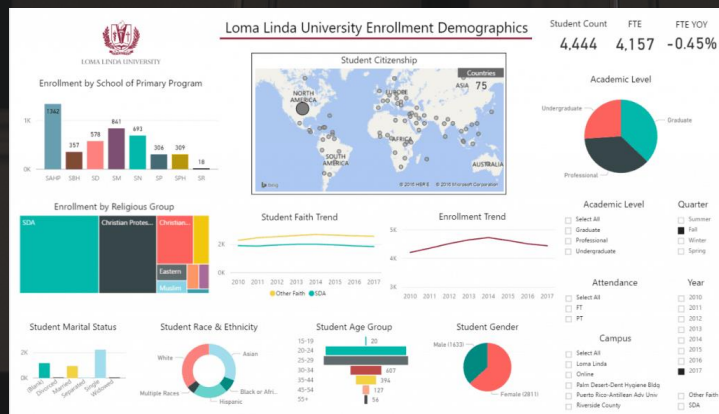 Loma Linda University Enrollment Demographics
Student Count
4,444
FTE
4,157
FTE YOY
-0.45%
LOMA LINDA UNIVERSITY
Enrollment by School of Primary Program
1K
0K
1342
357
578
841
693
306
309
18
SAHP
SBH
SD
SM
SN
SP
SPH
SR
Student Citizenship
Countries
75
NORTH
AMERICA
EUROPE
ASIA
AFRICA
SOUTH
AMERICA
AUSTRALIA
Bing
Academic Level
Undergraduate
Graduate
Professional
Enrollment by Religious Group
SDA
Christian Protes...
Christian...
Eastern
Muslim
Student Faith Trend
2K
0K
2010 2011 2012 2013 2014 2015 2016 2017
Other Faith
SDA
Enrollment Trend
5K
4K
3K
2010 2011 2012 2013 2014 2015 2016 2017
Academic Level
Select All
Graduate
Professional
Undergraduate
Quarter
Summer
Fall
Winter
Spring
Attendance
Select All
FT
PT
Year
2010
2011
2012
2013
2014
2015
2016
2017
Campus
Select All
Loma Linda
Online
Palm Desert-Dent Hygiene Bldg
Puerto Rico-Antillean Adv Univ
Riverside County
Other Faith
SDA
Student Marital Status
2K
0K
(Blank)
Divorced
Married
Separated
Single
Widowed
Student Race & Ethnicity
White
Asian
Multiple Races
Black or Afri...
Hispanic
Student Age Group
15-19
20
20-24
25-29
30-34
607
35-44
394
45-54
127
55+
56
Student Gender
Male (1633)
Female (2811)